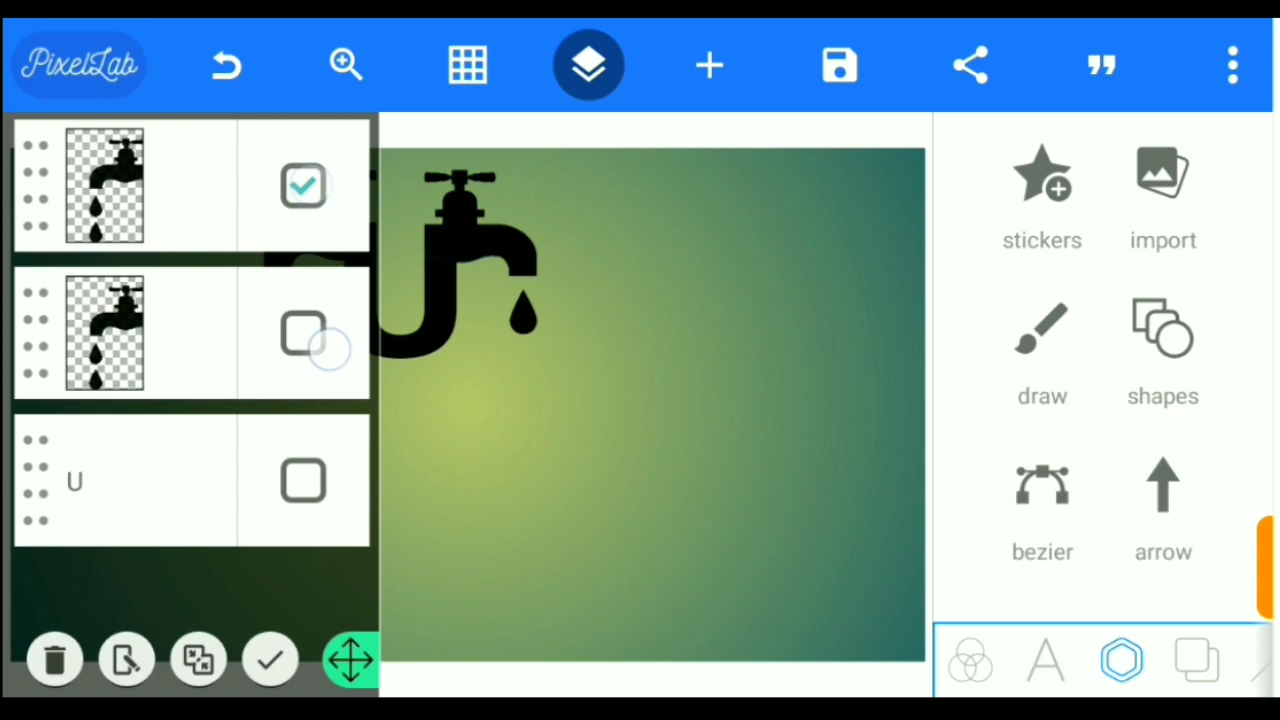 PixelLab
stickers
import
draw
shapes
U
bezier
arrow